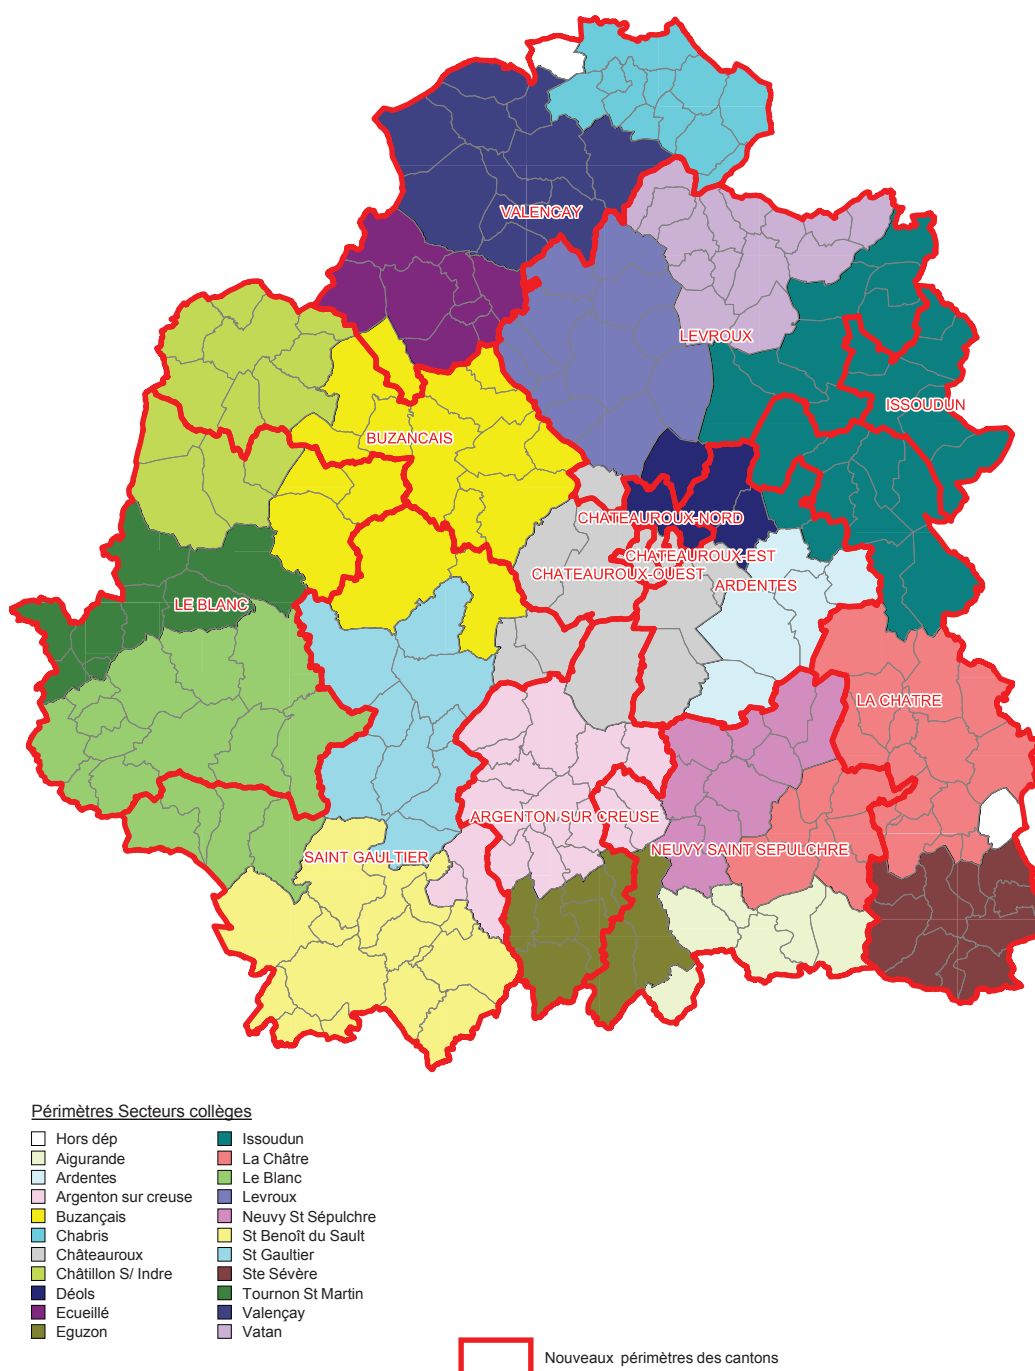 VALENCAY
LEVROUX
ISSOUDUN
BUZANCAIS
CHATEAUROUX-NORD
CHATEAUROUX-EST
CHATEAUROUX-OUEST
ARDENTES
LE BLANC
LA CHATRE
ARGENTON SUR CREUSE
NEUVY SAINT SEPULCHRE
SAINT GAULTIER
Périmètres Secteurs collèges
Hors dép
Aigurande
Ardentes
Argenton sur creuse
Buzançais
Chabris
Châteauroux
Châtillon S/ Indre
Déols
Ecueillé
Eguzon
Issoudun
La Châtre
Le Blanc
Levroux
Neuvy St Sépulchre
St Benoît du Sault
St Gaultier
Ste Sévère
Tournon St Martin
Valençay
Vatan
Nouveaux périmètres des cantons